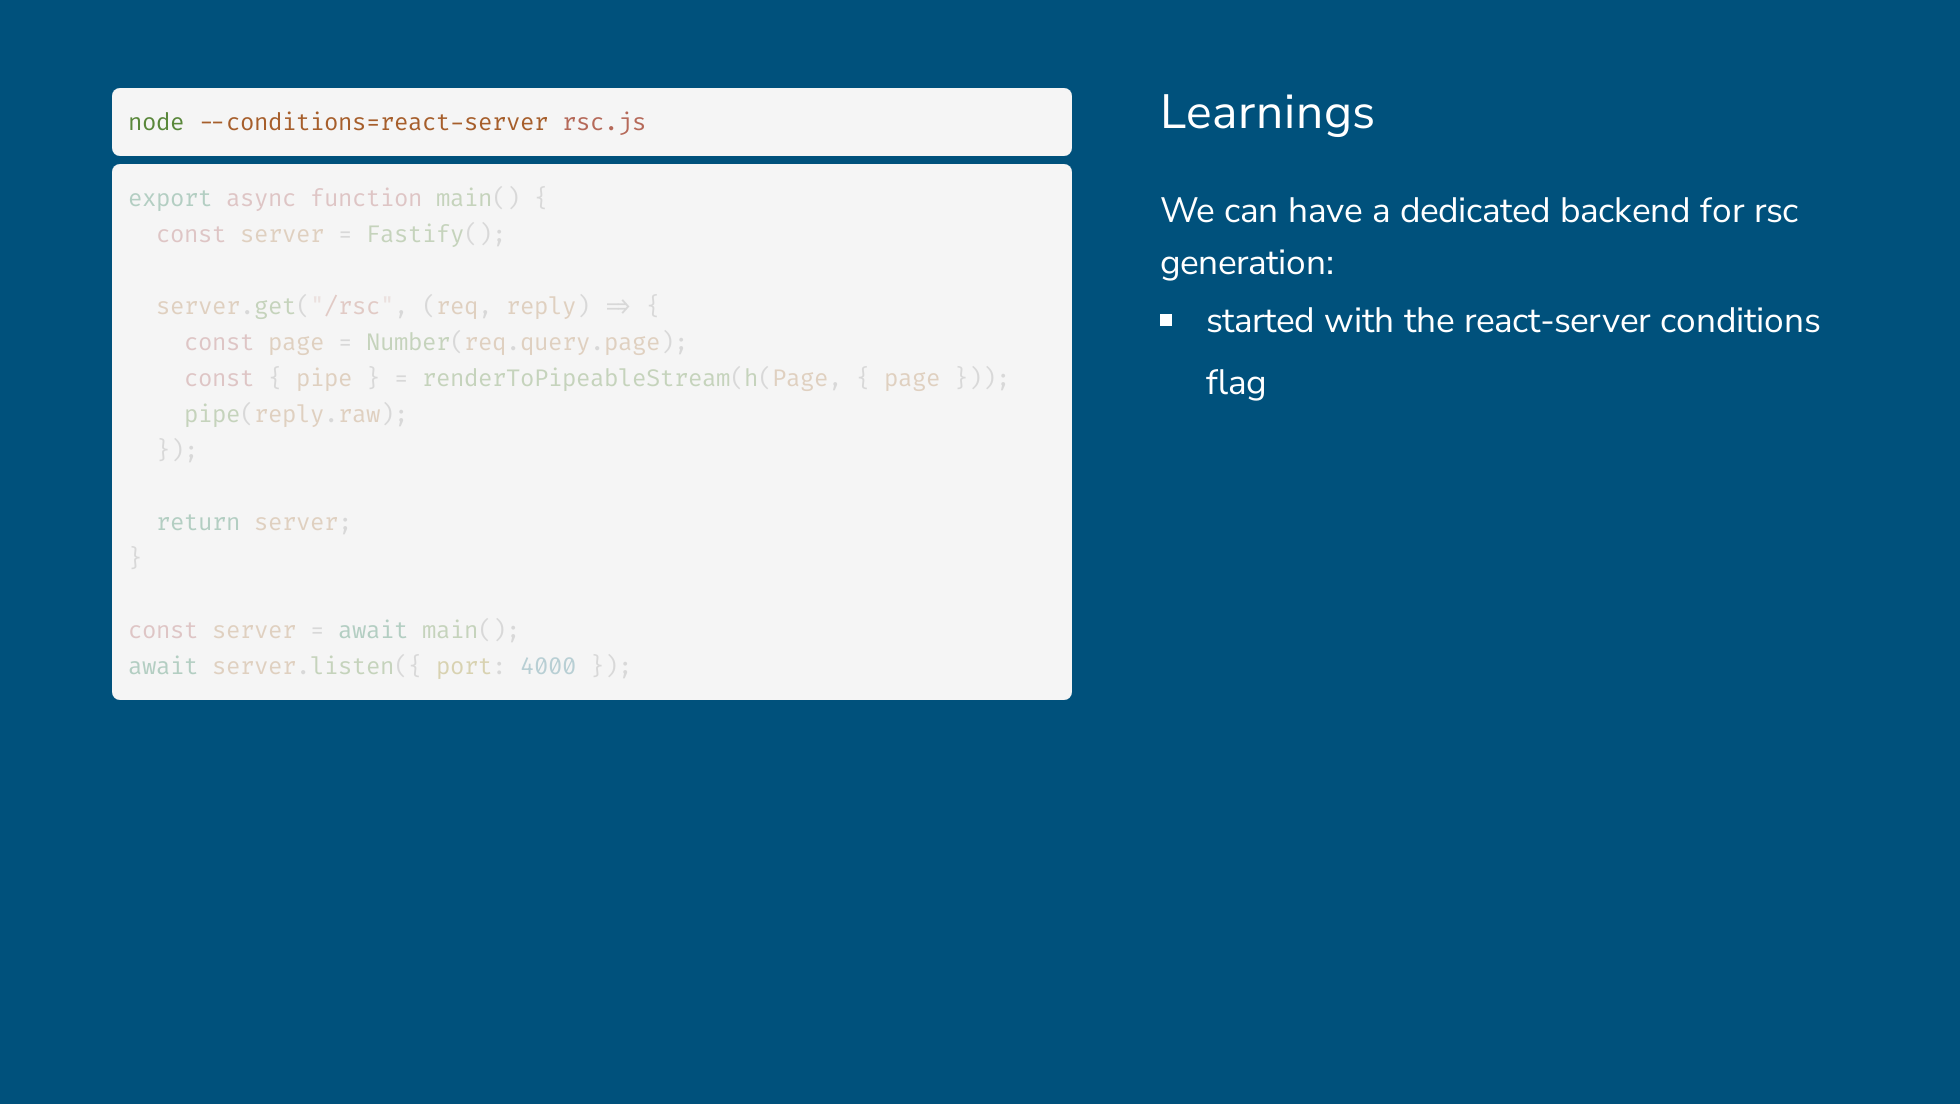 node --conditions=react-server rsc.js
export async function main() {
  const server = Fastify();
  server.get("/rsc", (req, reply) => {
    const page = Number(req.query.page);
    const { pipe } = renderToPipeableStream(h(Page, { page }));
    pipe(reply.raw);
  });
  return server;
}
const server = await main();
await server.listen({ port: 4000 });
Learnings
We can have a dedicated backend for rsc
generation:
▪ started with the react-server conditions
flag